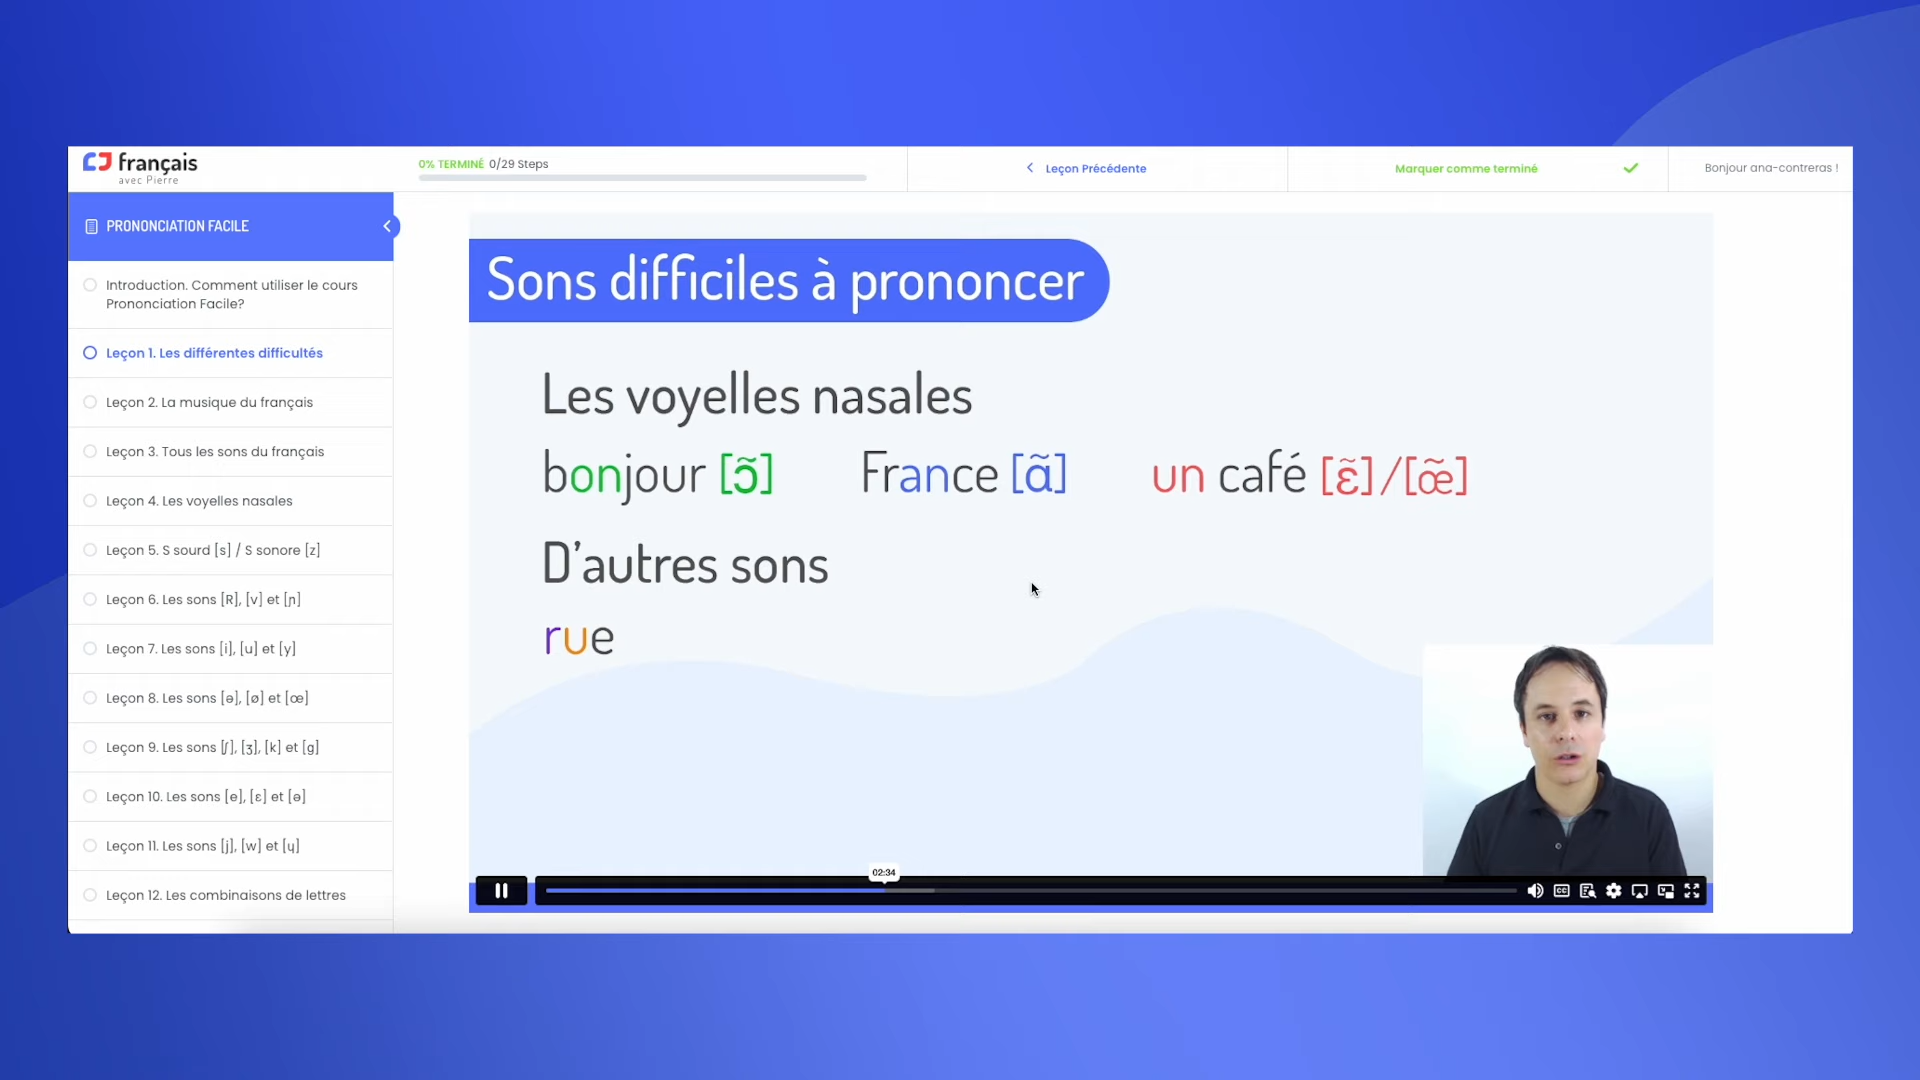 français
avec Pierre
0% TERMINÉ 0/29 Steps
Leçon Précédente
Marquer comme terminé
Bonjour ana-contreras !
PRONONCIATION FACILE
Introduction. Comment utiliser le cours
Prononciation Facile?
Leçon 1. Les différentes difficultés
Leçon 2. La musique du français
Leçon 3. Tous les sons du français
Leçon 4. Les voyelles nasales
Leçon 5. S sourd [s] / S sonore [z]
Leçon 6. Les sons [R], [v] et [ɲ]
Leçon 7. Les sons [i], [u] et [y]
Leçon 8. Les sons [ə], [ø] et [œ]
Leçon 9. Les sons [ʃ], [ʒ], [k] et [g]
Leçon 10. Les sons [e], [ɛ] et [ə]
Leçon 11. Les sons [j], [w] et [ɥ]
Leçon 12. Les combinaisons de lettres
Sons difficiles à prononcer
Les voyelles nasales
bonjour [ɔ̃] France [ɑ̃] un café [ɛ̃]/[œ̃]
D’autres sons
rue
02:34
CC